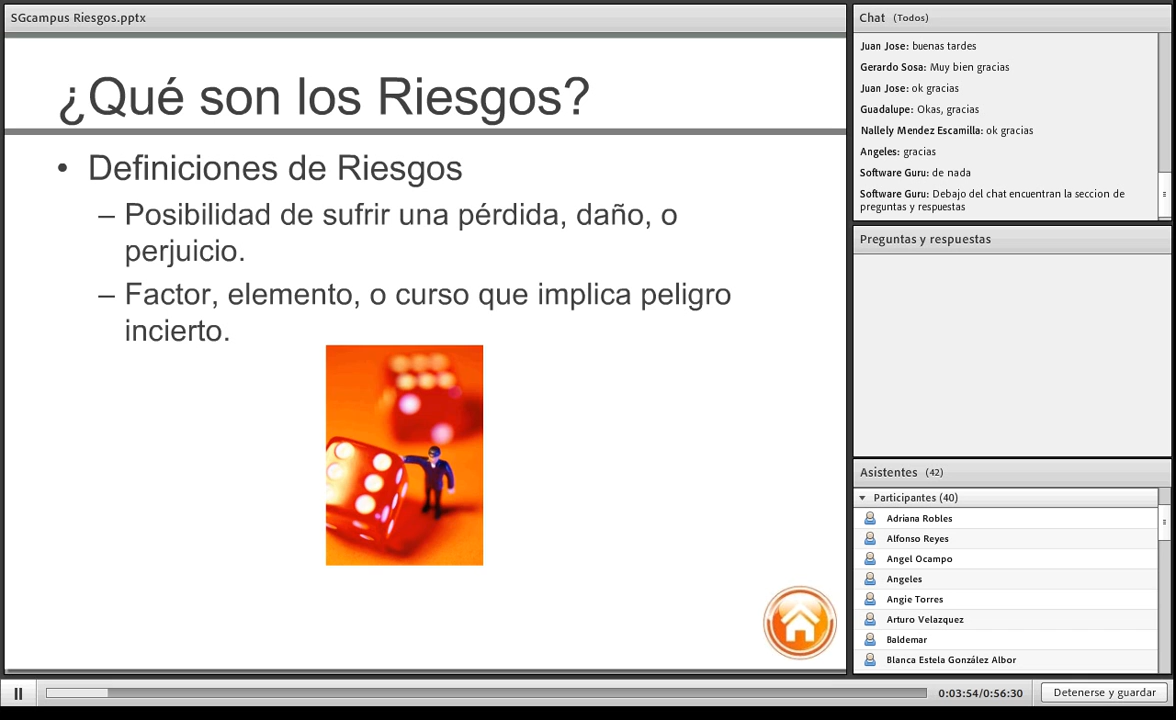 SGcampus Riesgos.pptx
¿Qué son los Riesgos?
• Definiciones de Riesgos
– Posibilidad de sufrir una pérdida, daño, o
perjuicio.
– Factor, elemento, o curso que implica peligro
incierto.
Chat (Todos)
Juan Jose: buenas tardes
Gerardo Sosa: Muy bien gracias
Juan Jose: ok gracias
Guadalupe: Okas, gracias
Nallely Mendez Escamilla: ok gracias
Angeles: gracias
Software Guru: de nada
Software Guru: Debajo del chat encuentran la seccion de
preguntas y respuestas
Preguntas y respuestas
Asistentes (42)
Participantes (40)
Adriana Robles
Alfonso Reyes
Angel Ocampo
Angeles
Angie Torres
Arturo Velazquez
Baldemar
Blanca Estela González Albor
0:03:54/0:56:30
Detenerse y guardar